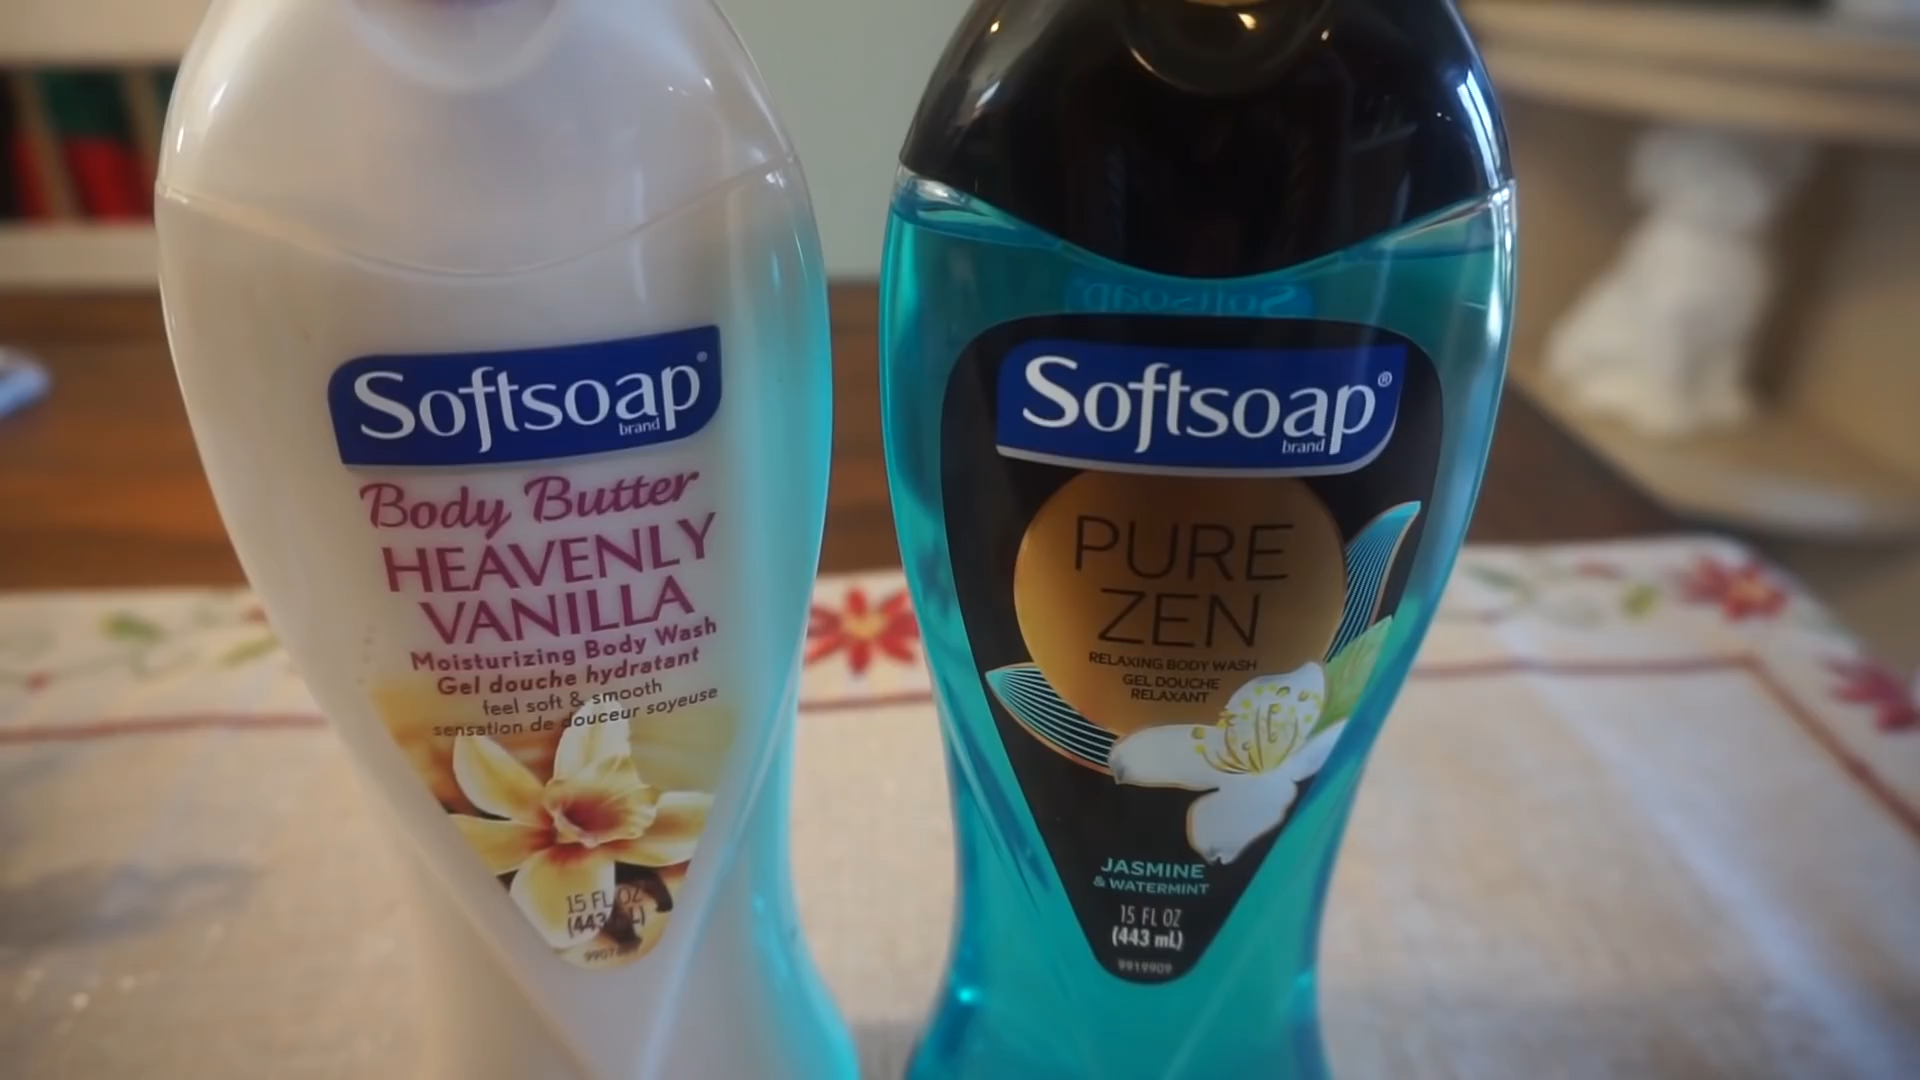 Softsoap®
brand
Body Butter
HEAVENLY
VANILLA
Moisturizing Body Wash
Gel douche hydratant
feel soft & smooth
sensation de douceur soyeuse
15 FL OZ
Softsoap
Softsoap®
brand
PURE
ZEN
RELAXING BODY WASH
GEL DOUCHE
RELAXANT
JASMINE
& WATERMINT
15 FL OZ
(443 mL)
9919909